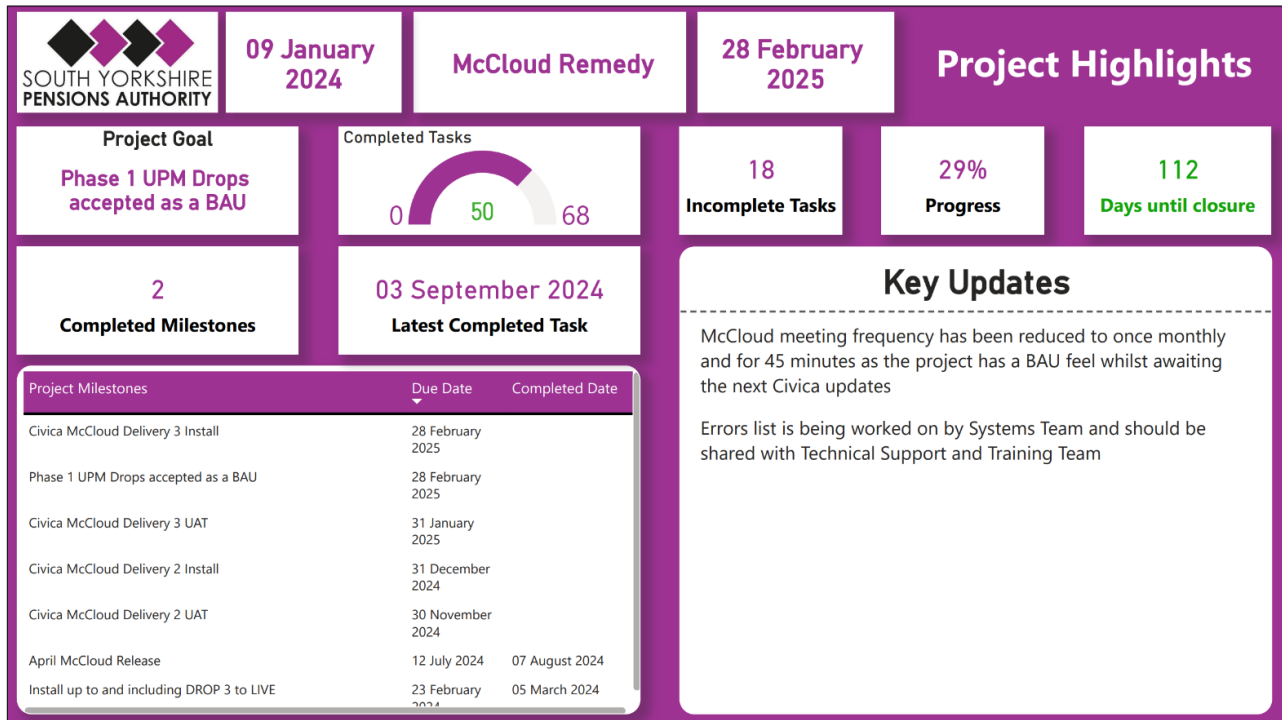 SOUTH YORKSHIRE
PENSIONS AUTHORITY
09 January
2024
McCloud Remedy
28 February
2025
Project Highlights
Project Goal
Phase 1 UPM Drops
accepted as a BAU
Completed Tasks
0
50
68
18
Incomplete Tasks
29%
Progress
112
Days until closure
2
Completed Milestones
03 September 2024
Latest Completed Task
Key Updates
McCloud meeting frequency has been reduced to once monthly
and for 45 minutes as the project has a BAU feel whilst awaiting
the next Civica updates
Errors list is being worked on by Systems Team and should be
shared with Technical Support and Training Team
Project Milestones Due Date Completed Date
Civica McCloud Delivery 3 Install 28 February
2025
Phase 1 UPM Drops accepted as a BAU 28 February
2025
Civica McCloud Delivery 3 UAT 31 January
2025
Civica McCloud Delivery 2 Install 31 December
2024
Civica McCloud Delivery 2 UAT 30 November
2024
April McCloud Release 12 July 2024 07 August 2024
Install up to and including DROP 3 to LIVE 23 February 05 March 2024
2024